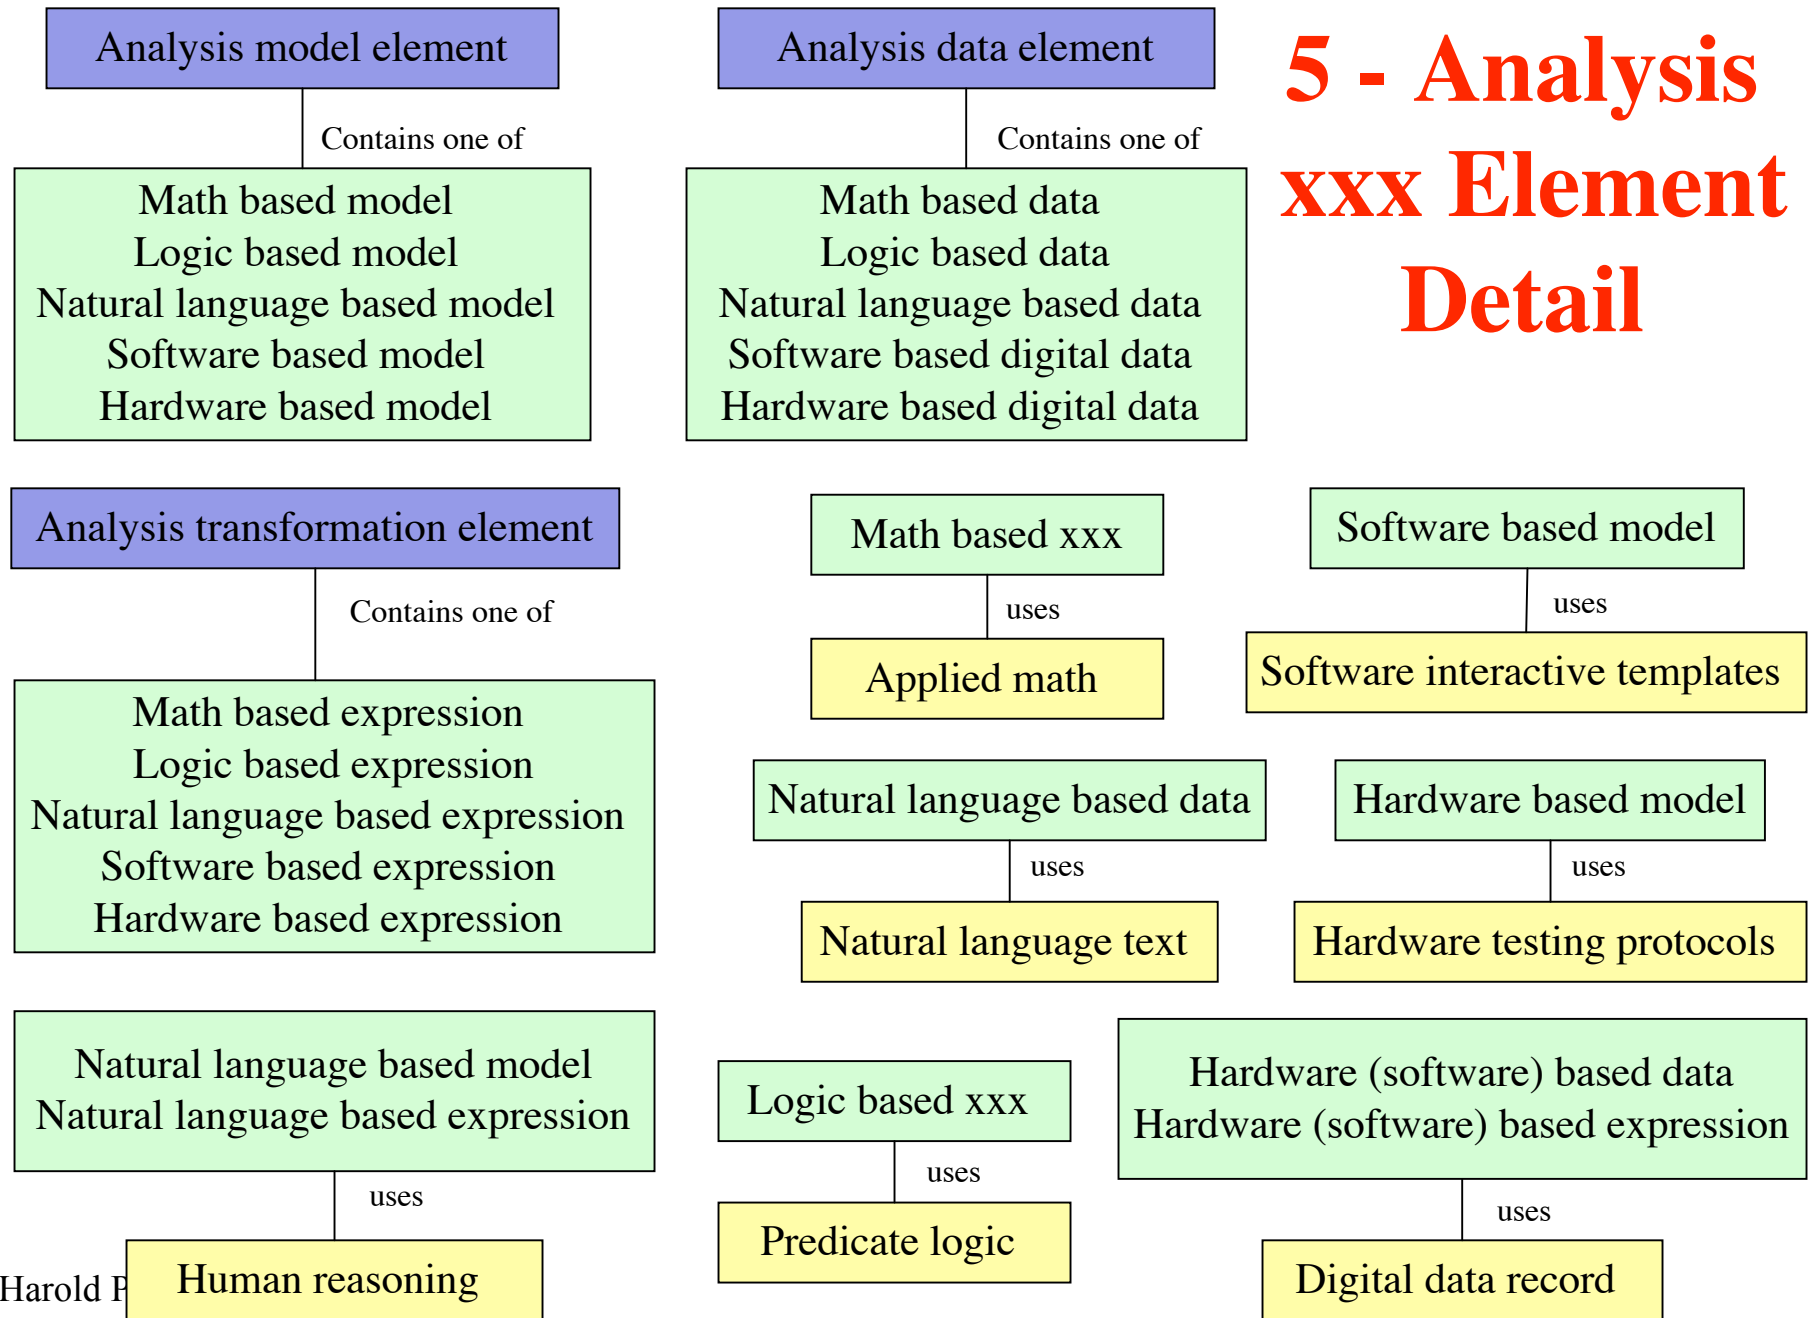 5 - Analysis
xxx Element
Detail
Analysis model element
Contains one of
Math based model
Logic based model
Natural language based model
Software based model
Hardware based model
Analysis data element
Contains one of
Math based data
Logic based data
Natural language based data
Software based digital data
Hardware based digital data
Analysis transformation element
Contains one of
Math based expression
Logic based expression
Natural language based expression
Software based expression
Hardware based expression
Math based xxx
uses
Applied math
Software based model
uses
Software interactive templates
Natural language based data
uses
Natural language text
Hardware based model
uses
Hardware testing protocols
Natural language based model
Natural language based expression
uses
Human reasoning
Logic based xxx
uses
Predicate logic
Hardware (software) based data
Hardware (software) based expression
uses
Digital data record
Harold